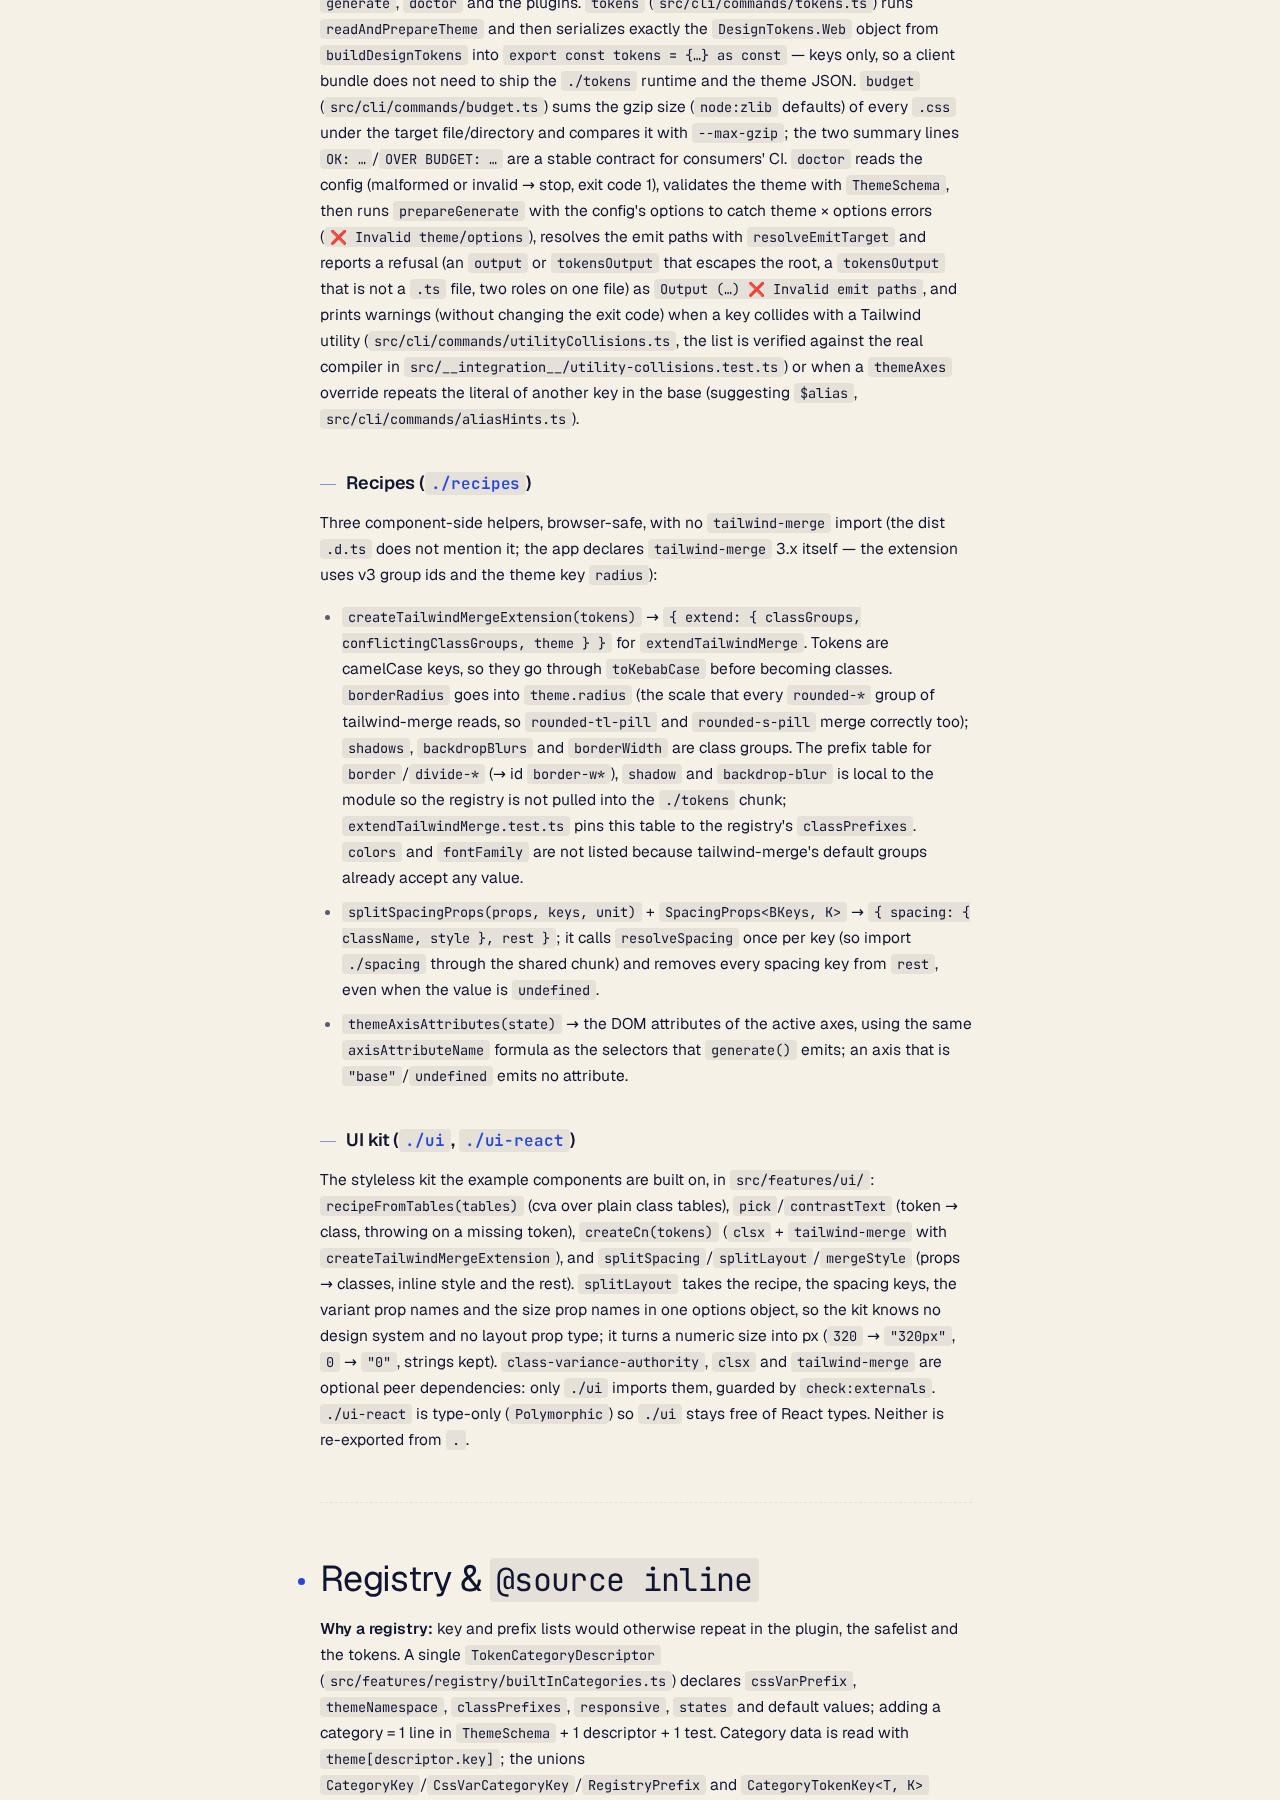 generate , doctor and the plugins. tokens ( src/cli/commands/tokens.ts ) runs
readAndPrepareTheme and then serializes exactly the DesignTokens.Web object from
buildDesignTokens into export const tokens = {…} as const — keys only, so a client
bundle does not need to ship the ./tokens runtime and the theme JSON. budget
( src/cli/commands/budget.ts ) sums the gzip size ( node:zlib defaults) of every .css
under the target file/directory and compares it with --max-gzip ; the two summary lines
OK: … / OVER BUDGET: … are a stable contract for consumers' CI. doctor reads the
config (malformed or invalid → stop, exit code 1), validates the theme with ThemeSchema ,
then runs prepareGenerate with the config's options to catch theme × options errors
( ❌ Invalid theme/options ), resolves the emit paths with resolveEmitTarget and
reports a refusal (an output or tokensOutput that escapes the root, a tokensOutput
that is not a .ts file, two roles on one file) as Output (…) ❌ Invalid emit paths , and
prints warnings (without changing the exit code) when a key collides with a Tailwind
utility ( src/cli/commands/utilityCollisions.ts , the list is verified against the real
compiler in src/__integration__/utility-collisions.test.ts ) or when a themeAxes
override repeats the literal of another key in the base (suggesting $alias ,
src/cli/commands/aliasHints.ts ).
— Recipes ( ./recipes )
Three component-side helpers, browser-safe, with no tailwind-merge import (the dist
.d.ts does not mention it; the app declares tailwind-merge 3.x itself — the extension
uses v3 group ids and the theme key radius ):
• createTailwindMergeExtension(tokens) → { extend: { classGroups,
conflictingClassGroups, theme } } for extendTailwindMerge . Tokens are
camelCase keys, so they go through toKebabCase before becoming classes.
borderRadius goes into theme.radius (the scale that every rounded-* group of
tailwind-merge reads, so rounded-tl-pill and rounded-s-pill merge correctly too);
shadows , backdropBlurs and borderWidth are class groups. The prefix table for
border / divide-* (→ id border-w* ), shadow and backdrop-blur is local to the
module so the registry is not pulled into the ./tokens chunk;
extendTailwindMerge.test.ts pins this table to the registry's classPrefixes .
colors and fontFamily are not listed because tailwind-merge's default groups
already accept any value.
• splitSpacingProps(props, keys, unit) + SpacingProps<BKeys, K> → { spacing: {
className, style }, rest } ; it calls resolveSpacing once per key (so import
./spacing through the shared chunk) and removes every spacing key from rest ,
even when the value is undefined .
• themeAxisAttributes(state) → the DOM attributes of the active axes, using the same
axisAttributeName formula as the selectors that generate() emits; an axis that is
"base" / undefined emits no attribute.
— UI kit ( ./ui , ./ui-react )
The styleless kit the example components are built on, in src/features/ui/ :
recipeFromTables(tables) (cva over plain class tables), pick / contrastText (token →
class, throwing on a missing token), createCn(tokens) ( clsx + tailwind-merge with
createTailwindMergeExtension ), and splitSpacing / splitLayout / mergeStyle (props
→ classes, inline style and the rest). splitLayout takes the recipe, the spacing keys, the
variant prop names and the size prop names in one options object, so the kit knows no
design system and no layout prop type; it turns a numeric size into px ( 320 → "320px" ,
0 → "0" , strings kept). class-variance-authority , clsx and tailwind-merge are
optional peer dependencies: only ./ui imports them, guarded by check:externals .
./ui-react is type-only ( Polymorphic ) so ./ui stays free of React types. Neither is
re-exported from . .
• Registry & @source inline
Why a registry: key and prefix lists would otherwise repeat in the plugin, the safelist and
the tokens. A single TokenCategoryDescriptor
( src/features/registry/builtInCategories.ts ) declares cssVarPrefix ,
themeNamespace , classPrefixes , responsive , states and default values; adding a
category = 1 line in ThemeSchema + 1 descriptor + 1 test. Category data is read with
theme[descriptor.key] ; the unions
CategoryKey / CssVarCategoryKey / RegistryPrefix and CategoryTokenKey<T, K>